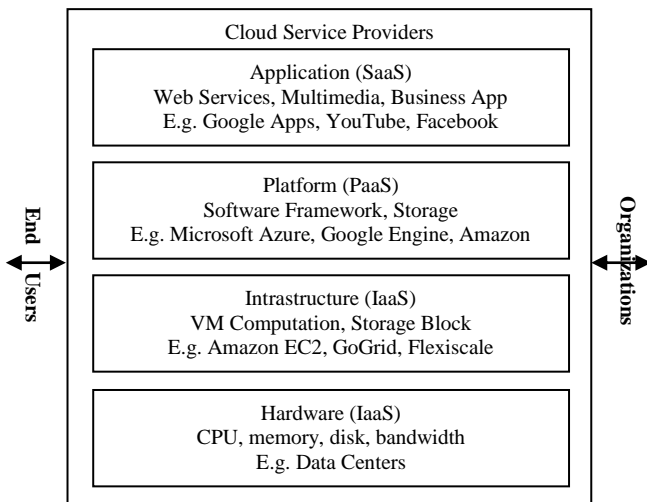 Cloud Service Providers
Application (SaaS)
Web Services, Multimedia, Business App
E.g. Google Apps, YouTube, Facebook
Platform (PaaS)
Software Framework, Storage
E.g. Microsoft Azure, Google Engine, Amazon
End
Users
Organizations
Intrastructure (IaaS)
VM Computation, Storage Block
E.g. Amazon EC2, GoGrid, Flexiscale
Hardware (IaaS)
CPU, memory, disk, bandwidth
E.g. Data Centers